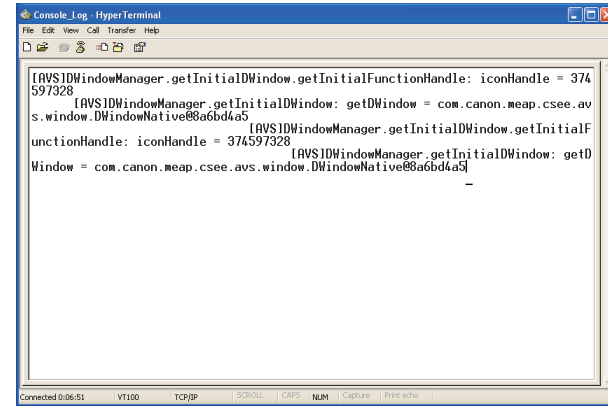 Console_Log - HyperTerminal
File Edit View Call Transfer Help
[AVS]DWindowManager.getInitialDWindow.getInitialFunctionHandle: iconHandle = 374
597328
[AVS]DWindowManager.getInitialDWindow: getDWindow = com.canon.meap.csee.av
s.window.DWindowNative@8a6bd4a5
[AVS]DWindowManager.getInitialDWindow.getInitialF
unctionHandle: iconHandle = 374597328
[AVS]DWindowManager.getInitialDWindow: getD
Window = com.canon.meap.csee.avs.window.DWindowNative@8a6bd4a5
Connected 0:06:51 VT100 TCP/IP SCROLL CAPS NUM Capture Print echo